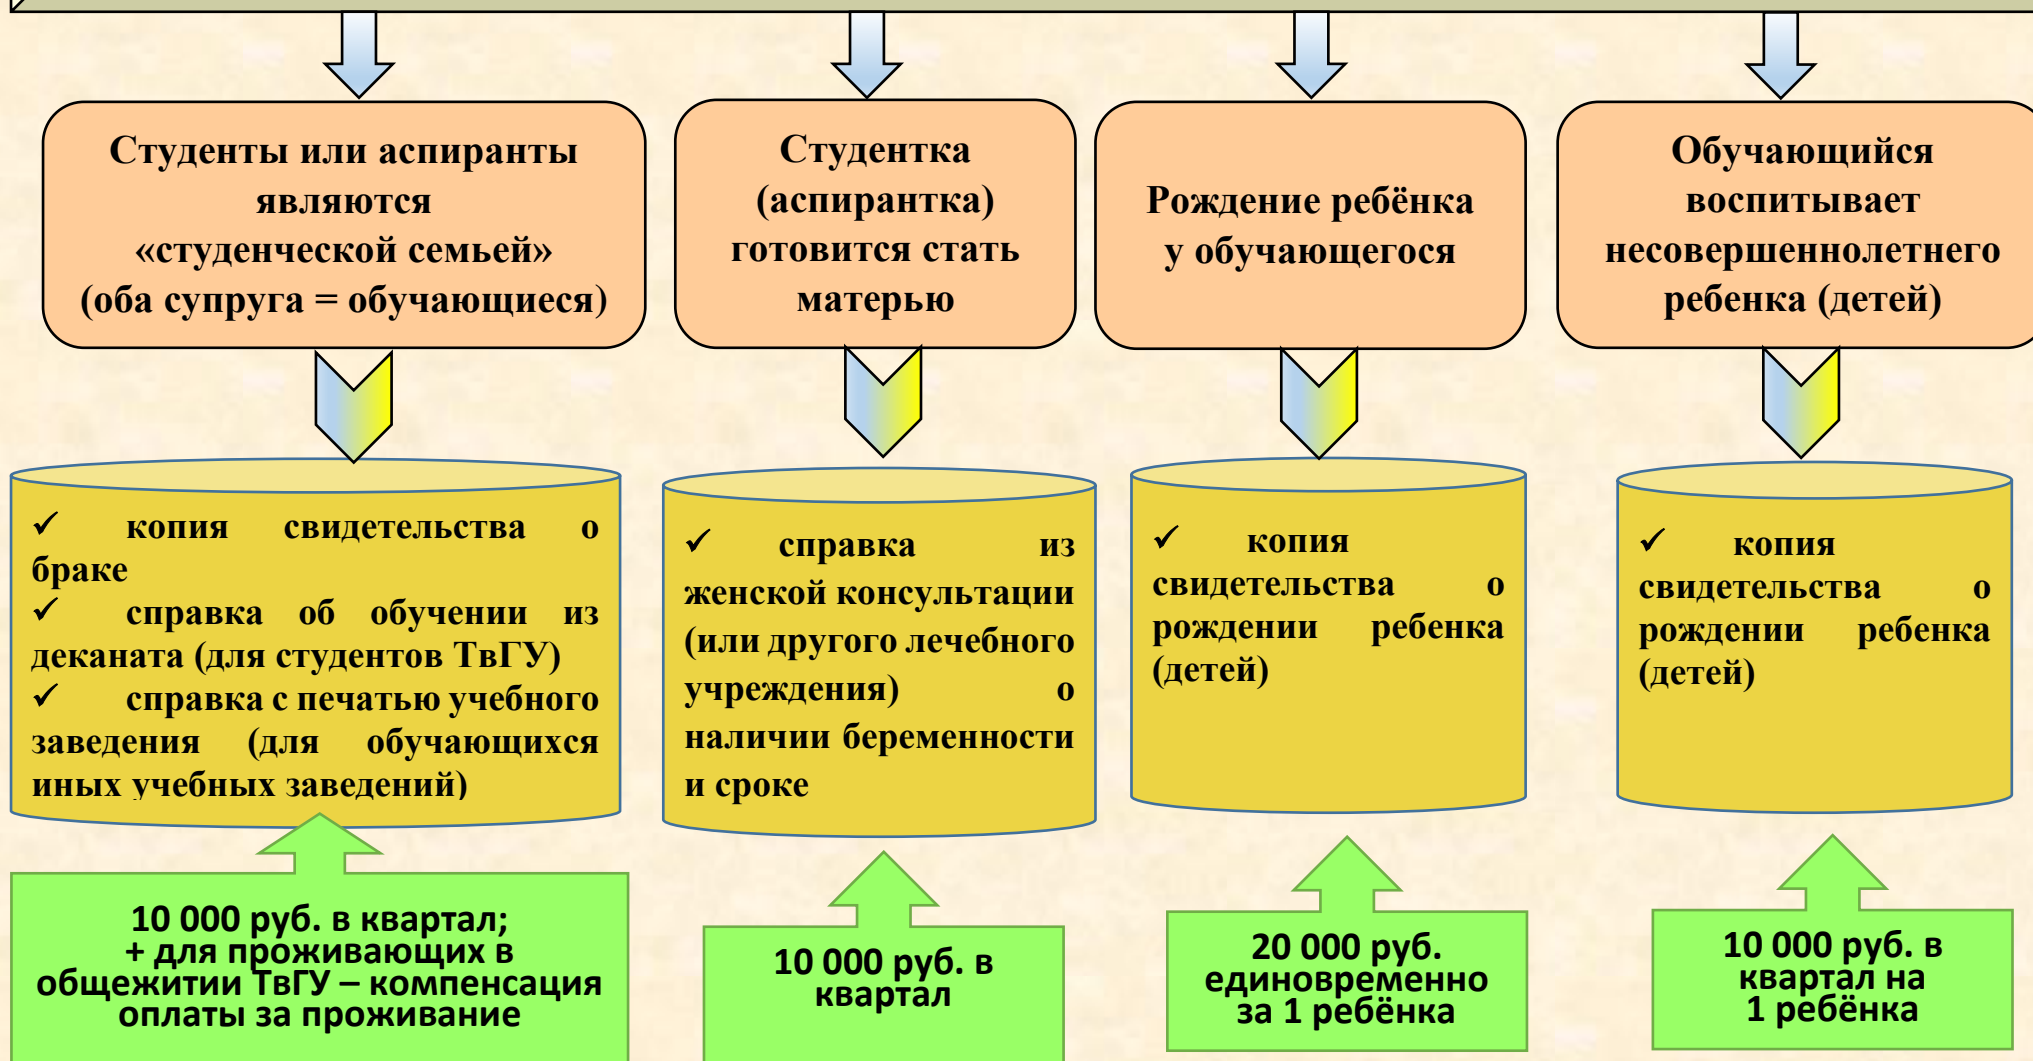 Студенты или аспиранты
являются
«студенческой семьей»
(оба супруга = обучающиеся)
Студентка
(аспирантка)
готовится стать
матерью
Рождение ребёнка
у обучающегося
Обучающийся
воспитывает
несовершеннолетнего
ребенка (детей)
✓ копия свидетельства о
браке
✓ справка об обучении из
деканата (для студентов ТвГУ)
✓ справка с печатью учебного
заведения (для обучающихся
иных учебных заведений)
✓ справка из
женской консультации
(или другого лечебного
учреждения) о
наличии беременности
и сроке
✓ копия
свидетельства о
рождении ребенка
(детей)
✓ копия
свидетельства о
рождении ребенка
(детей)
10 000 руб. в квартал;
+ для проживающих в
общежитии ТвГУ – компенсация
оплаты за проживание
10 000 руб. в
квартал
20 000 руб.
единовременно
за 1 ребёнка
10 000 руб. в
квартал на
1 ребёнка